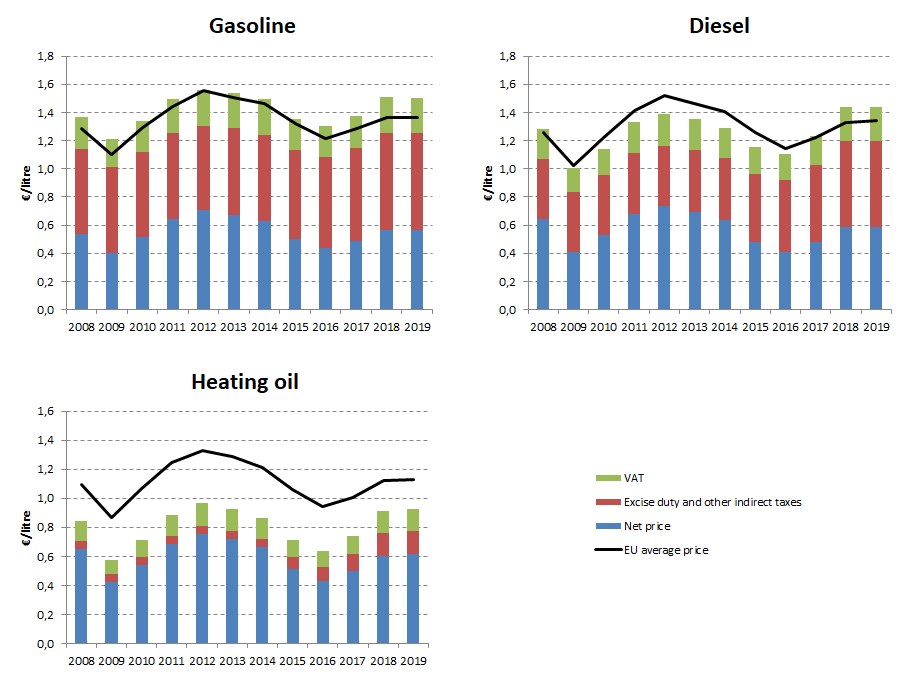 Gasoline
€/litre
1,8
1,6
1,4
1,2
1,0
0,8
0,6
0,4
0,2
0,0
2008 2009 2010 2011 2012 2013 2014 2015 2016 2017 2018 2019
Diesel
€/litre
1,8
1,6
1,4
1,2
1,0
0,8
0,6
0,4
0,2
0,0
2008 2009 2010 2011 2012 2013 2014 2015 2016 2017 2018 2019
Heating oil
€/litre
1,6
1,4
1,2
1,0
0,8
0,6
0,4
0,2
0,0
2008 2009 2010 2011 2012 2013 2014 2015 2016 2017 2018 2019
VAT
Excise duty and other indirect taxes
Net price
EU average price